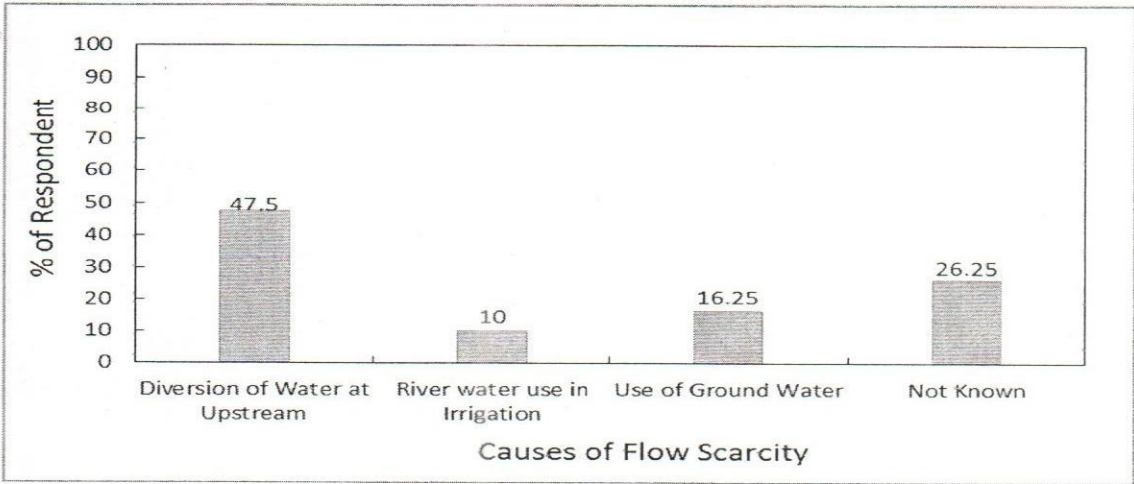 % of Respondent
100
90
80
70
60
50
40
30
20
10
0
47.5
10
16.25
26.25
Diversion of Water at
Upstream
River water use in
Irrigation
Use of Ground Water
Not Known
Causes of Flow Scarcity